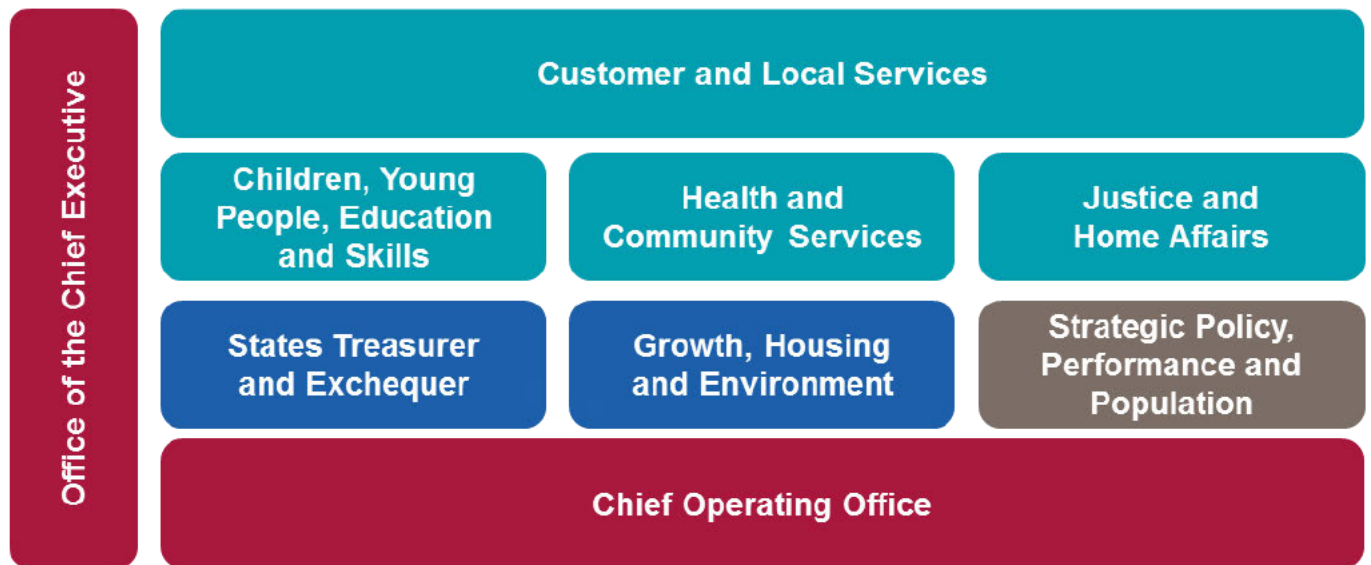 Office of the Chief Executive
Customer and Local Services
Children, Young
People, Education
and Skills
Health and
Community Services
Justice and
Home Affairs
States Treasurer
and Exchequer
Growth, Housing
and Environment
Strategic Policy,
Performance and
Population
Chief Operating Office